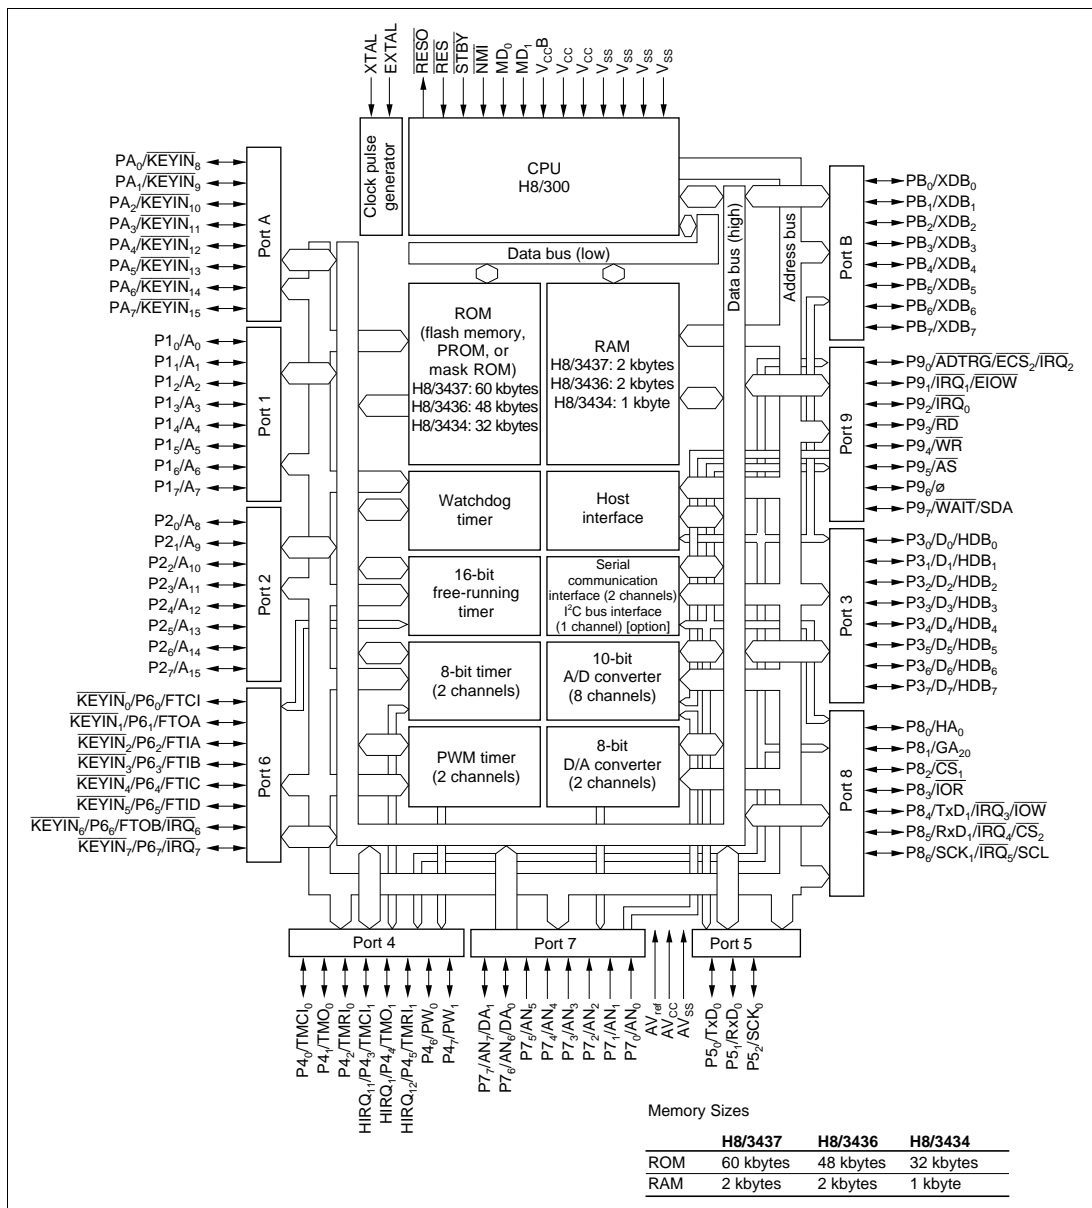 XTAL
EXTAL
RESO
RES
STBY
NMI
MD0
MD1
VCCB
VCC
VCC
VSS
VSS
VSS
VSS
Clock pulse
generator
CPU
H8/300
Data bus (low)
Data bus (high)
Address bus
PA0/KEYIN8
PA1/KEYIN9
PA2/KEYIN10
PA3/KEYIN11
PA4/KEYIN12
PA5/KEYIN13
PA6/KEYIN14
PA7/KEYIN15
Port A
P10/A0
P11/A1
P12/A2
P13/A3
P14/A4
P15/A5
P16/A6
P17/A7
Port 1
P20/A8
P21/A9
P22/A10
P23/A11
P24/A12
P25/A13
P26/A14
P27/A15
Port 2
KEYIN0/P60/FTCI
KEYIN1/P61/FTOA
KEYIN2/P62/FTIA
KEYIN3/P63/FTIB
KEYIN4/P64/FTIC
KEYIN5/P65/FTID
KEYIN6/P66/FTOB/IRQ6
KEYIN7/P67/IRQ7
Port 6
ROM
(flash memory,
PROM, or
mask ROM)
H8/3437: 60 kbytes
H8/3436: 48 kbytes
H8/3434: 32 kbytes
RAM
H8/3437: 2 kbytes
H8/3436: 2 kbytes
H8/3434: 1 kbyte
Watchdog
timer
Host
interface
16-bit
free-running
timer
Serial
communication
interface (2 channels)
I2C bus interface
(1 channel) [option]
8-bit timer
(2 channels)
10-bit
A/D converter
(8 channels)
PWM timer
(2 channels)
8-bit
D/A converter
(2 channels)
Port B
PB0/XDB0
PB1/XDB1
PB2/XDB2
PB3/XDB3
PB4/XDB4
PB5/XDB5
PB6/XDB6
PB7/XDB7
Port 9
P90/ADTRG/ECS2/IRQ2
P91/IRQ1/EIOW
P92/IRQ0
P93/RD
P94/WR
P95/AS
P96/ø
P97/WAIT/SDA
Port 3
P30/D0/HDB0
P31/D1/HDB1
P32/D2/HDB2
P33/D3/HDB3
P34/D4/HDB4
P35/D5/HDB5
P36/D6/HDB6
P37/D7/HDB7
Port 8
P80/HA0
P81/GA20
P82/CS1
P83/IOR
P84/TxD1/IRQ3/IOW
P85/RxD1/IRQ4/CS2
P86/SCK1/IRQ5/SCL
Port 4
Port 7
Port 5
P40/TMCI0
P41/TMO0
P42/TMRI0
HIRQ11/P43/TMCI1
HIRQ1/P44/TMO1
HIRQ12/P45/TMRI1
P46/PW0
P47/PW1
P77/AN7/DA1
P76/AN6/DA0
P75/AN5
P74/AN4
P73/AN3
P72/AN2
P71/AN1
P70/AN0
AVref
AVCC
AVSS
P50/TxD0
P51/RxD0
P52/SCK0
Memory Sizes
H8/3437 H8/3436 H8/3434
ROM 60 kbytes 48 kbytes 32 kbytes
RAM 2 kbytes 2 kbytes 1 kbyte